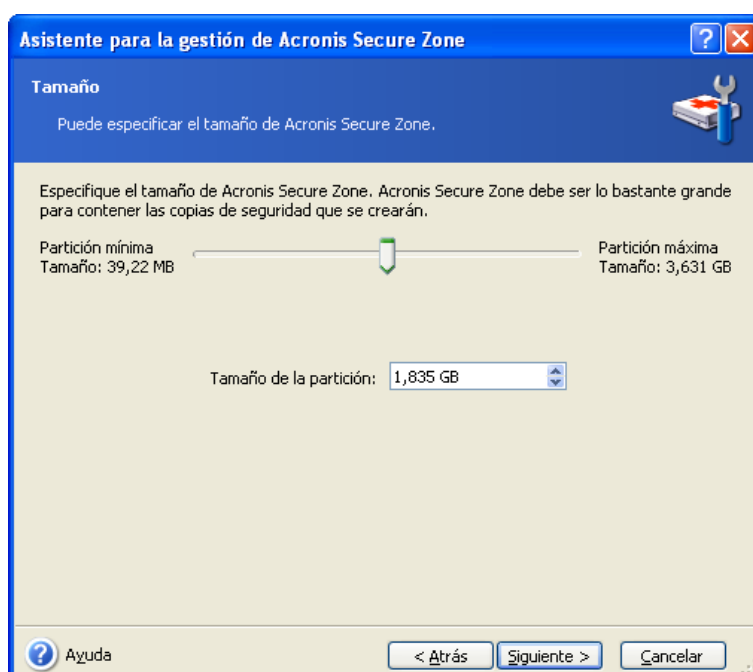 Asistente para la gestión de Acronis Secure Zone
Tamaño
Puede especificar el tamaño de Acronis Secure Zone.
Especifique el tamaño de Acronis Secure Zone. Acronis Secure Zone debe ser lo bastante grande
para contener las copias de seguridad que se crearán.
Partición mínima
Tamaño: 39,22 MB
Partición máxima
Tamaño: 3,631 GB
Tamaño de la partición: 1,835 GB
Ayuda
< Atrás
Siguiente >
Cancelar